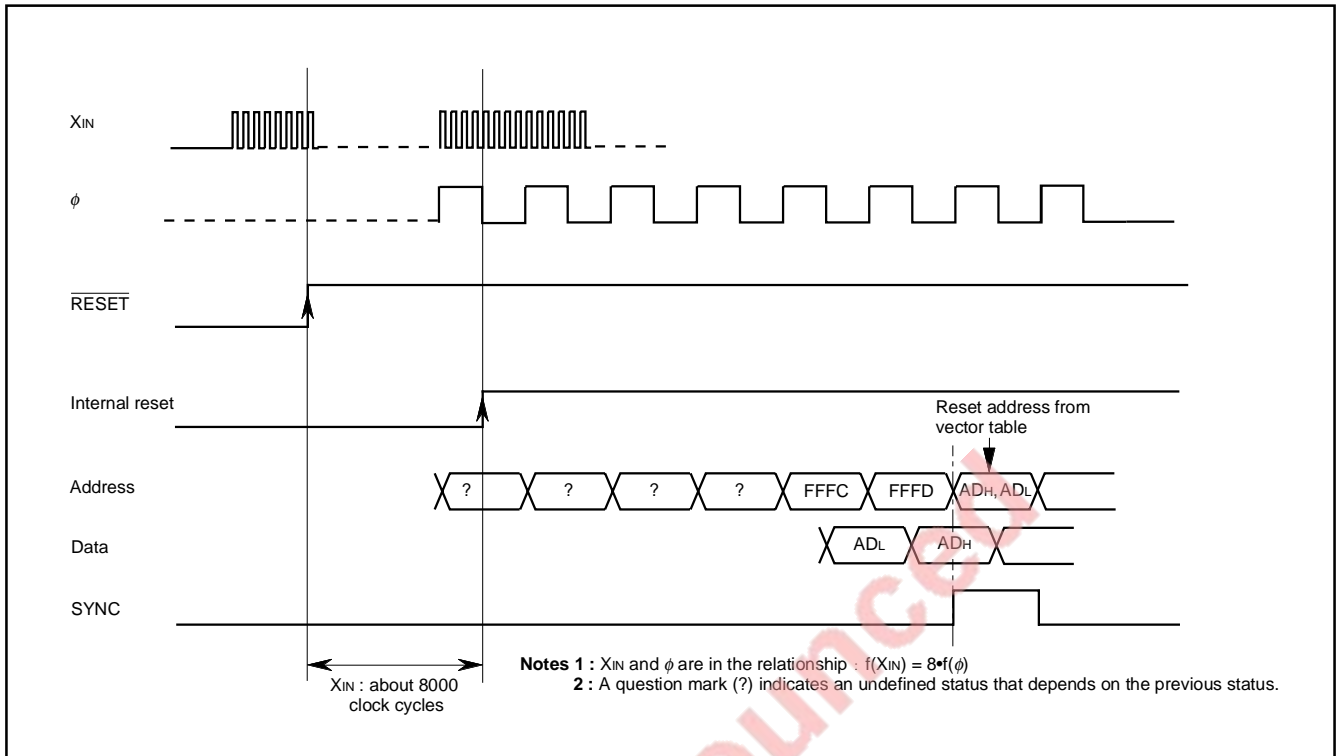 XIN
ϕ
RESET
Internal reset
Reset address from
vector table
Address
? ? ? ? FFFC FFFD ADH, ADL
Data
ADL ADH
SYNC
XIN : about 8000
clock cycles
Notes 1 : XIN and ϕ are in the relationship : f(XIN) = 8•f(ϕ)
2 : A question mark (?) indicates an undefined status that depends on the previous status.
ounced